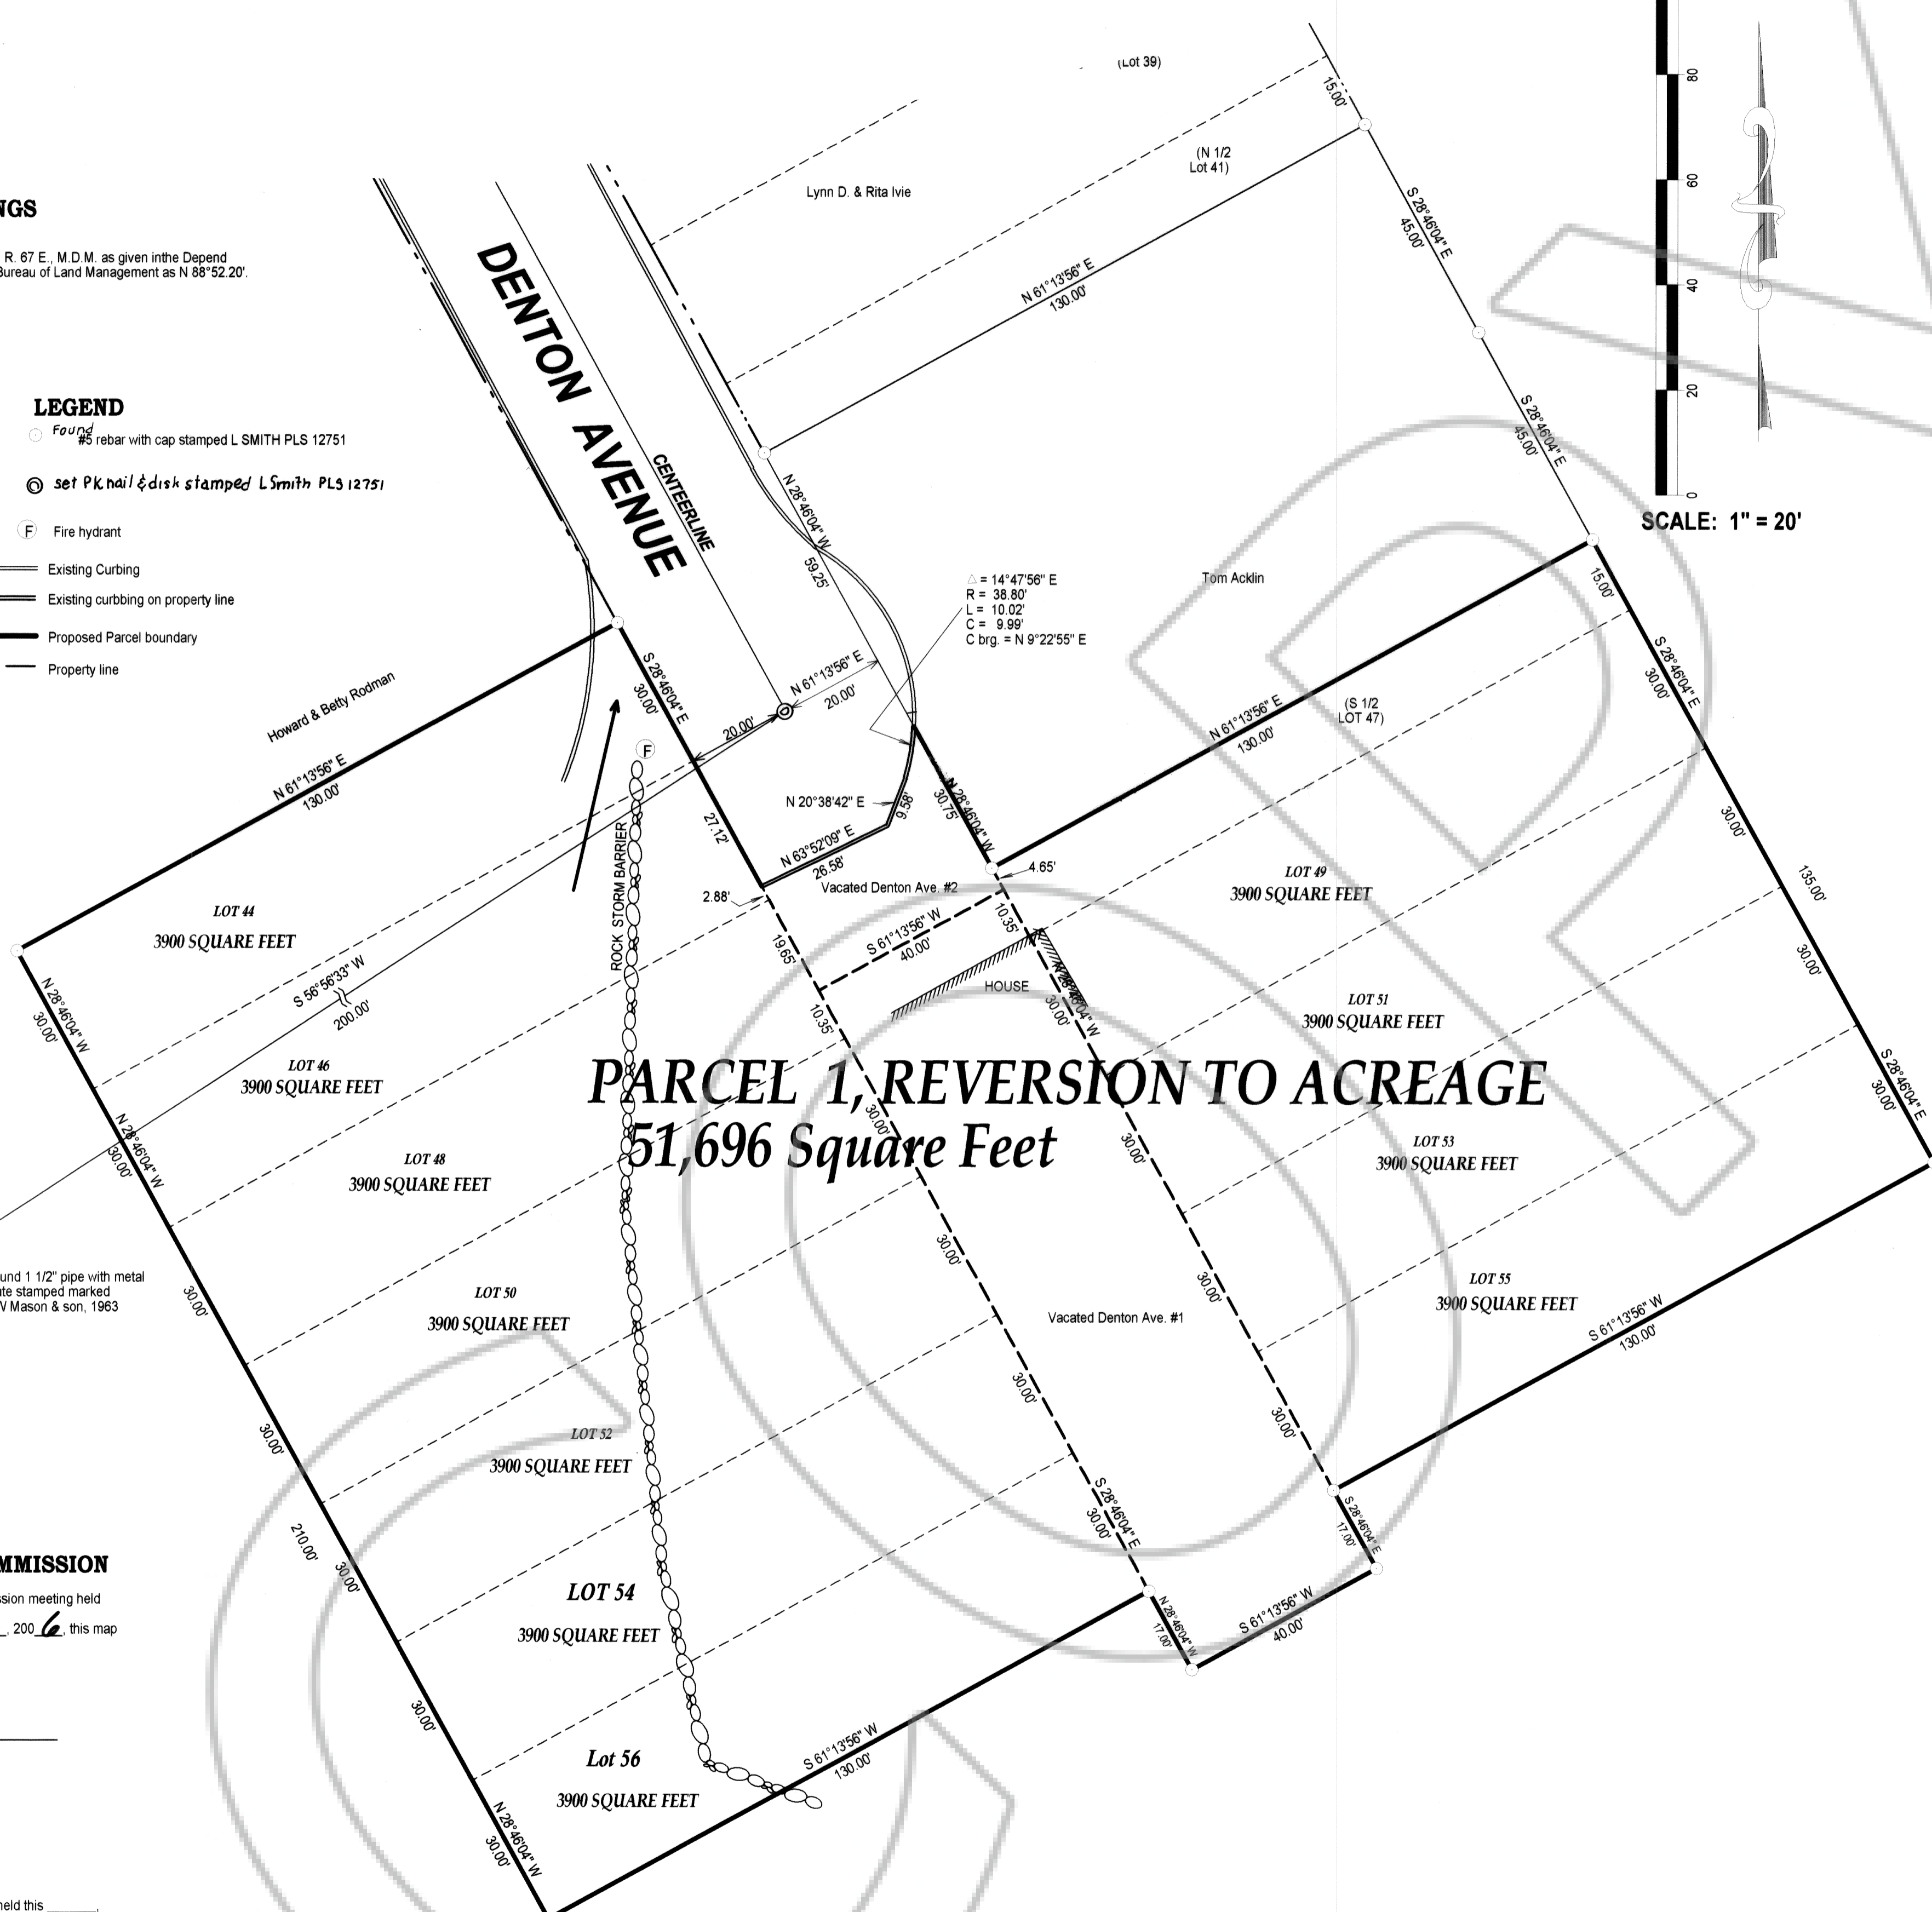 (Lot 39)
15.00'
80
(N 1/2
Lot 41)
Lynn D. & Rita Ivie
NGS
R. 67 E., M.D.M. as given inthe Depend
Bureau of Land Management as N 88°52.20'.
60
S 28°46'04" E
45.00'
N 61°13'56" E
130.00'
40
20
0
SCALE: 1" = 20'
DENTON AVENUE
CENTEERLINE
LEGEND
Found
#5 rebar with cap stamped L SMITH PLS 12751
set PK nail & disk stamped L Smith PLS 12751
F Fire hydrant
Existing Curbing
Existing curbbing on property line
Proposed Parcel boundary
Property line
S 28°46'04" E
45.00'
N 28°46'04" W
59.25'
△ = 14°47'56" E
R = 38.80'
L = 10.02'
C = 9.99'
C brg. = N 9°22'55" E
Tom Acklin
15.00'
S 28°46'04" E
30.00'
Howard & Betty Rodman
N 61°13'56" E
130.00'
S 28°46'04" E
30.00'
N 61°13'56" E
20.00'
20.00'
F
N 61°13'56" E
130.00'
(S 1/2
LOT 47)
N 20°38'42" E
9.58'
N 28°46'04" W
30.75'
27.12'
N 63°52'09" E
26.58'
ROCK STORM BARRIER
2.88'
Vacated Denton Ave. #2
4.65'
30.00'
135.00'
LOT 49
3900 SQUARE FEET
LOT 44
3900 SQUARE FEET
S 61°13'56" W
40.00'
10.35'
19.65'
30.00'
S 56°56'33" W
200.00'
N 28°46'04" W
30.00'
HOUSE
30.00'
10.35'
LOT 51
3900 SQUARE FEET
LOT 46
3900 SQUARE FEET
PARCEL 1, REVERSION TO ACREAGE
51,696 Square Feet
S 28°46'04" E
30.00'
N 28°46'04" W
30.00'
30.00'
30.00'
LOT 48
3900 SQUARE FEET
LOT 53
3900 SQUARE FEET
30.00'
30.00'
30.00'
und 1 1/2" pipe with metal
ate stamped marked
W Mason & son, 1963
LOT 50
3900 SQUARE FEET
Vacated Denton Ave. #1
LOT 55
3900 SQUARE FEET
S 61°13'56" W
130.00'
30.00'
30.00'
30.00'
LOT 52
3900 SQUARE FEET
S 28°46'04" E
30.00'
S 28°46'04" E
17.00'
210.00'
30.00'
MMISSION
ssion meeting held
, 2006, this map
LOT 54
3900 SQUARE FEET
N 28°46'04" W
17.00'
S 61°13'56" W
40.00'
30.00'
Lot 56
3900 SQUARE FEET
S 61°13'56" W
130.00'
N 28°46'04" W
30.00'
held this